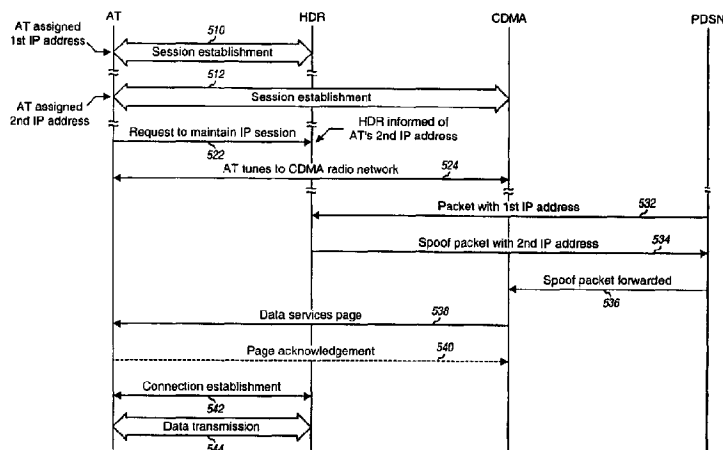 AT
HDR
CDMA
PDSN
AT assigned
1st IP address
510
Session establishment
512
Session establishment
AT assigned
2nd IP address
Request to maintain IP session
522
HDR informed of
AT's 2nd IP address
AT tunes to CDMA radio network
524
Packet with 1st IP address
532
Spoof packet with 2nd IP address
534
Spoof packet forwarded
536
Data services page
538
Page acknowledgement
540
Connection establishment
542
Data transmission
544